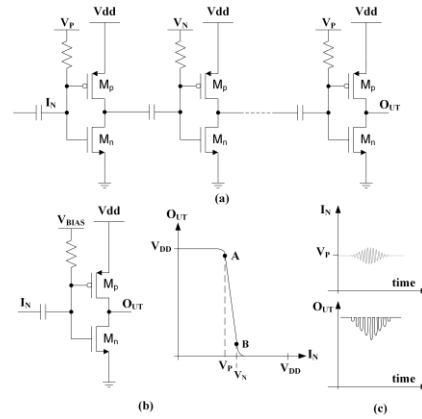 V_P Vdd V_N Vdd V_P Vdd
I_N M_p M_n M_p M_n M_p M_n O_UT
(a)
V_BIAS Vdd
I_N M_p M_n O_UT
(b)
O_UT
V_DD A
B
V_P V_N V_DD I_N
I_N
V_P
time
O_UT
time
(c)